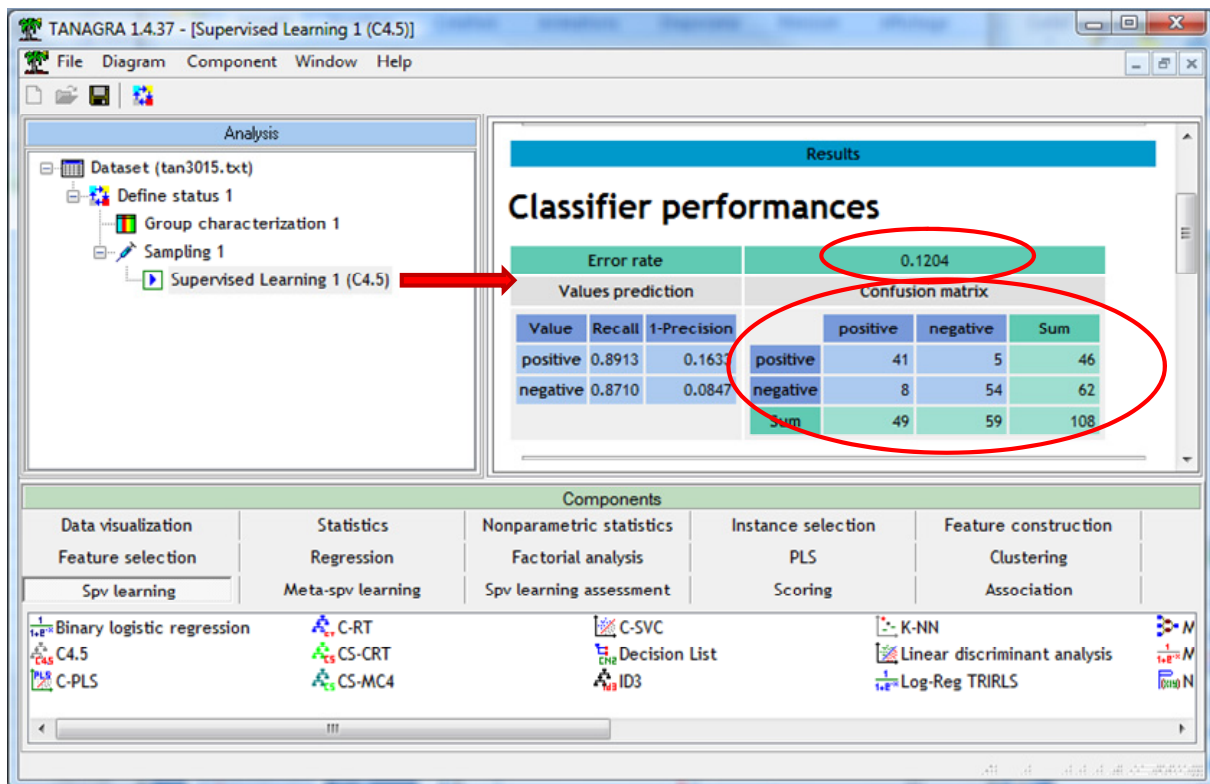 TANAGRA 1.4.37 - [Supervised Learning 1 (C4.5)]
File Diagram Component Window Help
Analysis
Dataset (tan3015.txt)
Define status 1
Group characterization 1
Sampling 1
Supervised Learning 1 (C4.5)
Results
Classifier performances
Error rate 0.1204
Values prediction Confusion matrix
Value Recall 1-Precision positive negative Sum
positive 0.8913 0.1633 positive 41 5 46
negative 0.8710 0.0847 negative 8 54 62
Sum 49 59 108
Components
Data visualization Statistics Nonparametric statistics Instance selection Feature construction
Feature selection Regression Factorial analysis PLS Clustering
Spv learning Meta-spv learning Spv learning assessment Scoring Association
Binary logistic regression C-RT C-SVC K-NN
C4.5 CS-CRT Decision List Linear discriminant analysis
C-PLS CS-MC4 ID3 Log-Reg TRIRLS N